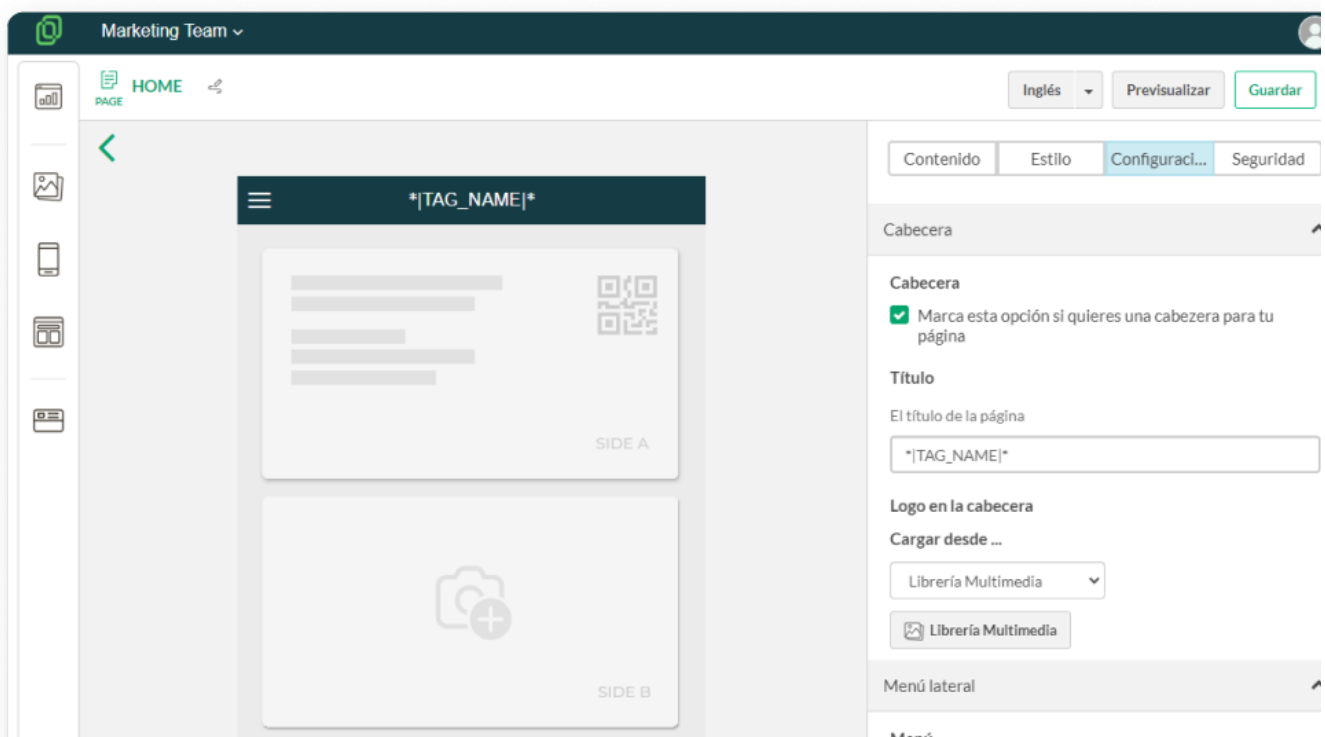 Marketing Team
PAGE
HOME
Inglés
Previsualizar
Guardar
*|TAG_NAME|*
SIDE A
SIDE B
Contenido
Estilo
Configuraci...
Seguridad
Cabecera
Cabecera
Marca esta opción si quieres una cabezera para tu
página
Título
El título de la página
*|TAG_NAME|*
Logo en la cabecera
Cargar desde ...
Librería Multimedia
Librería Multimedia
Menú lateral